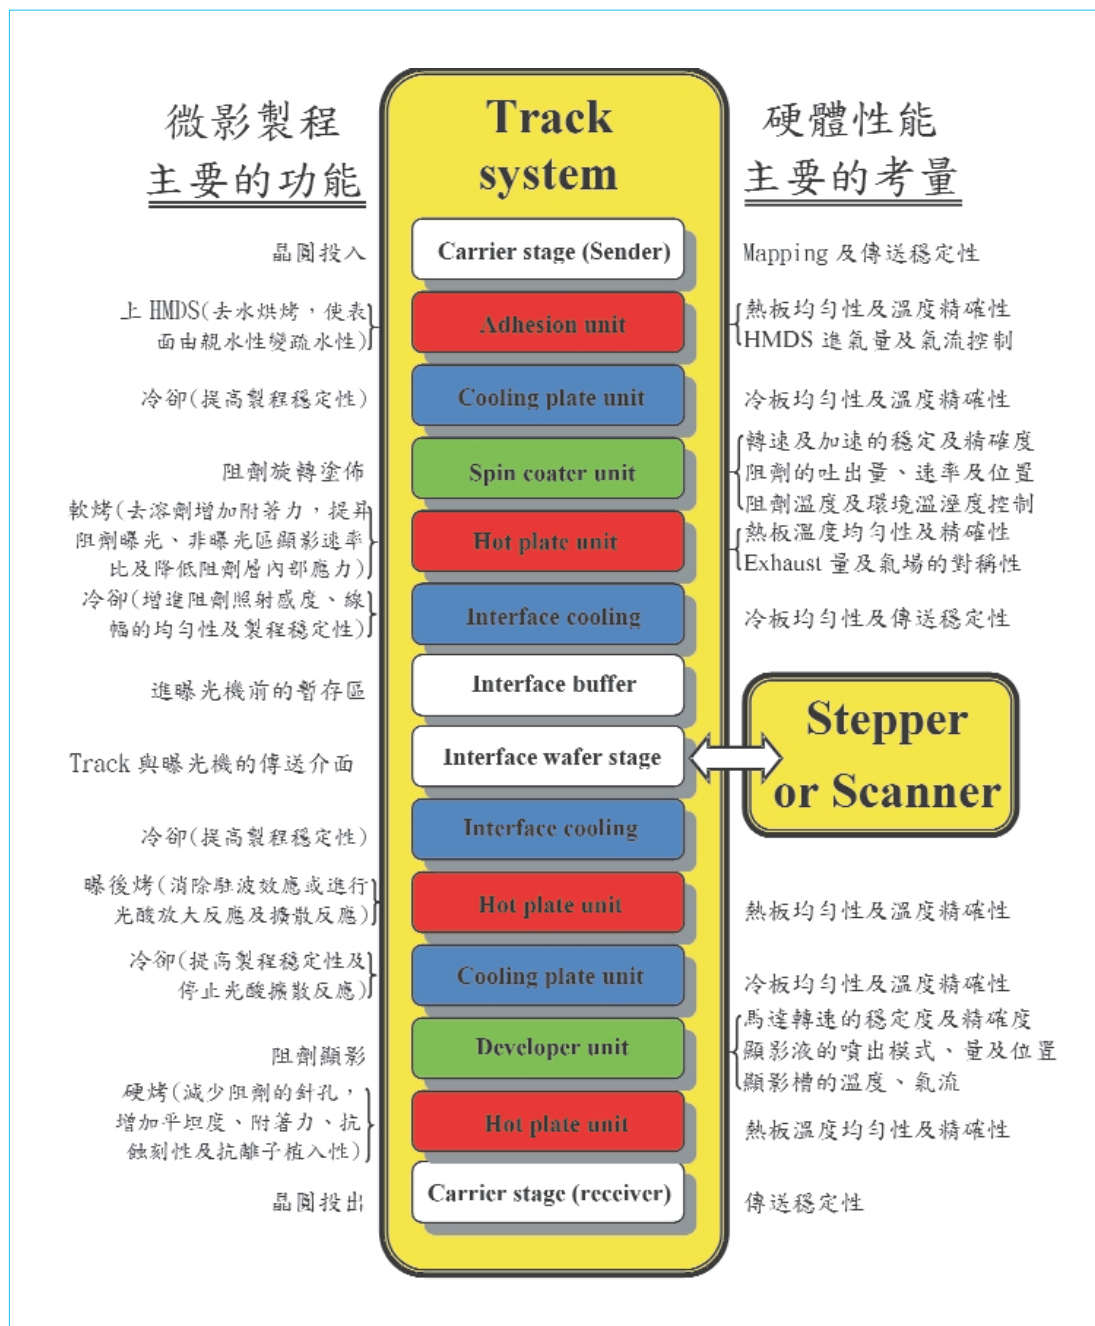 微影製程
主要的功能
Track
system
硬體性能
主要的考量
晶圓投入
Carrier stage (Sender)
Mapping 及傳送穩定性
上 HMDS(去水烘烤，使表
面由親水性變疏水性)
Adhesion unit
熱板均勻性及溫度精確性
HMDS 進氣量及氣流控制
冷卻(提高製程穩定性)
Cooling plate unit
冷板均勻性及溫度精確性
阻劑旋轉塗佈
Spin coater unit
轉速及加速的穩定及精確度
阻劑的吐出量、速率及位置
阻劑溫度及環境溫溼度控制
軟烤(去溶劑增加附著力，提昇
阻劑曝光、非曝光區顯影速率
比及降低阻劑層內部應力)
Hot plate unit
熱板溫度均勻性及精確性
Exhaust 量及氣場的對稱性
冷卻(增進阻劑照射感度、線
幅的均勻性及製程穩定性)
Interface cooling
冷板均勻性及傳送穩定性
進曝光機前的暫存區
Interface buffer
Track 與曝光機的傳送介面
Interface wafer stage
Stepper
or Scanner
冷卻(提高製程穩定性)
Interface cooling
曝後烤(消除駐波效應或進行
光酸放大反應及擴散反應)
Hot plate unit
熱板均勻性及溫度精確性
冷卻(提高製程穩定性及
停止光酸擴散反應)
Cooling plate unit
冷板均勻性及溫度精確性
阻劑顯影
Developer unit
馬達轉速的穩定度及精確度
顯影液的噴出模式、量及位置
顯影槽的溫度、氣流
硬烤(減少阻劑的針孔，
增加平坦度、附著力、抗
蝕刻性及抗離子植入性)
Hot plate unit
熱板溫度均勻性及精確性
晶圓投出
Carrier stage (receiver)
傳送穩定性